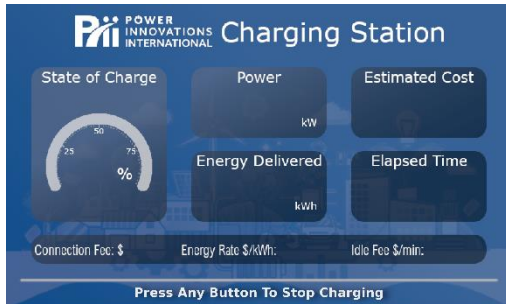 Pii POWER INNOVATIONS INTERNATIONAL Charging Station
State of Charge
Power
Estimated Cost
50
25
75
%
kW
Energy Delivered
Elapsed Time
kWh
Connection Fee: $
Energy Rate $/kWh:
Idle Fee $/min:
Press Any Button To Stop Charging